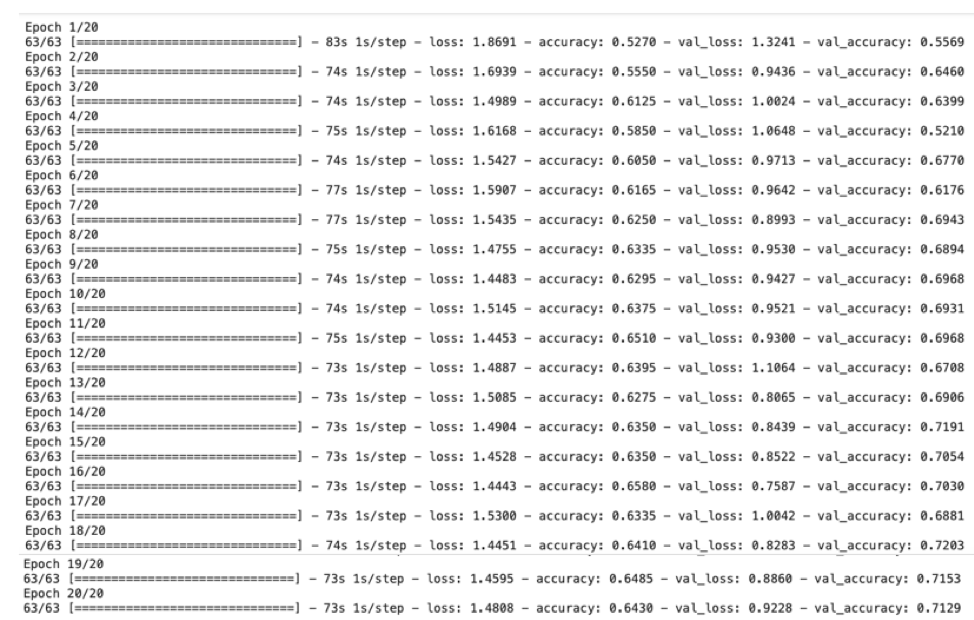 Epoch 1/20
63/63 [==============================] – 83s 1s/step – loss: 1.8691 – accuracy: 0.5270 – val_loss: 1.3241 – val_accuracy: 0.5569
Epoch 2/20
63/63 [==============================] – 74s 1s/step – loss: 1.6939 – accuracy: 0.5550 – val_loss: 0.9436 – val_accuracy: 0.6460
Epoch 3/20
63/63 [==============================] – 74s 1s/step – loss: 1.4989 – accuracy: 0.6125 – val_loss: 1.0024 – val_accuracy: 0.6399
Epoch 4/20
63/63 [==============================] – 75s 1s/step – loss: 1.6168 – accuracy: 0.5850 – val_loss: 1.0648 – val_accuracy: 0.5210
Epoch 5/20
63/63 [==============================] – 74s 1s/step – loss: 1.5427 – accuracy: 0.6050 – val_loss: 0.9713 – val_accuracy: 0.6770
Epoch 6/20
63/63 [==============================] – 77s 1s/step – loss: 1.5907 – accuracy: 0.6165 – val_loss: 0.9642 – val_accuracy: 0.6176
Epoch 7/20
63/63 [==============================] – 77s 1s/step – loss: 1.5435 – accuracy: 0.6250 – val_loss: 0.8993 – val_accuracy: 0.6943
Epoch 8/20
63/63 [==============================] – 75s 1s/step – loss: 1.4755 – accuracy: 0.6335 – val_loss: 0.9530 – val_accuracy: 0.6894
Epoch 9/20
63/63 [==============================] – 74s 1s/step – loss: 1.4483 – accuracy: 0.6295 – val_loss: 0.9427 – val_accuracy: 0.6968
Epoch 10/20
63/63 [==============================] – 74s 1s/step – loss: 1.5145 – accuracy: 0.6375 – val_loss: 0.9521 – val_accuracy: 0.6931
Epoch 11/20
63/63 [==============================] – 75s 1s/step – loss: 1.4453 – accuracy: 0.6510 – val_loss: 0.9300 – val_accuracy: 0.6968
Epoch 12/20
63/63 [==============================] – 73s 1s/step – loss: 1.4887 – accuracy: 0.6395 – val_loss: 1.1064 – val_accuracy: 0.6708
Epoch 13/20
63/63 [==============================] – 73s 1s/step – loss: 1.5085 – accuracy: 0.6275 – val_loss: 0.8065 – val_accuracy: 0.6906
Epoch 14/20
63/63 [==============================] – 73s 1s/step – loss: 1.4904 – accuracy: 0.6350 – val_loss: 0.8439 – val_accuracy: 0.7191
Epoch 15/20
63/63 [==============================] – 73s 1s/step – loss: 1.4528 – accuracy: 0.6350 – val_loss: 0.8522 – val_accuracy: 0.7054
Epoch 16/20
63/63 [==============================] – 73s 1s/step – loss: 1.4443 – accuracy: 0.6580 – val_loss: 0.7587 – val_accuracy: 0.7030
Epoch 17/20
63/63 [==============================] – 73s 1s/step – loss: 1.5300 – accuracy: 0.6335 – val_loss: 1.0042 – val_accuracy: 0.6881
Epoch 18/20
63/63 [==============================] – 74s 1s/step – loss: 1.4451 – accuracy: 0.6410 – val_loss: 0.8283 – val_accuracy: 0.7203
Epoch 19/20
63/63 [==============================] – 73s 1s/step – loss: 1.4595 – accuracy: 0.6485 – val_loss: 0.8860 – val_accuracy: 0.7153
Epoch 20/20
63/63 [==============================] – 73s 1s/step – loss: 1.4808 – accuracy: 0.6430 – val_loss: 0.9228 – val_accuracy: 0.7129